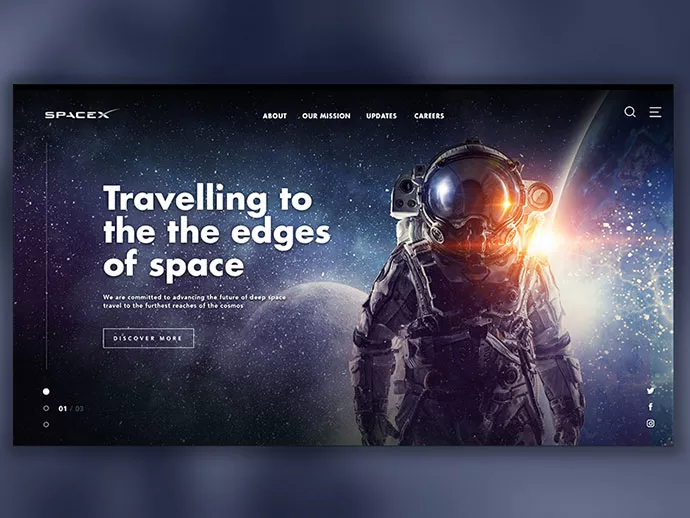 SPACEX
ABOUT
OUR MISSION
UPDATES
CAREERS
Travelling to
the the edges
of space
We are committed to advancing the future of deep space
travel to the furthest reaches of the cosmos
DISCOVER MORE
01 / 03